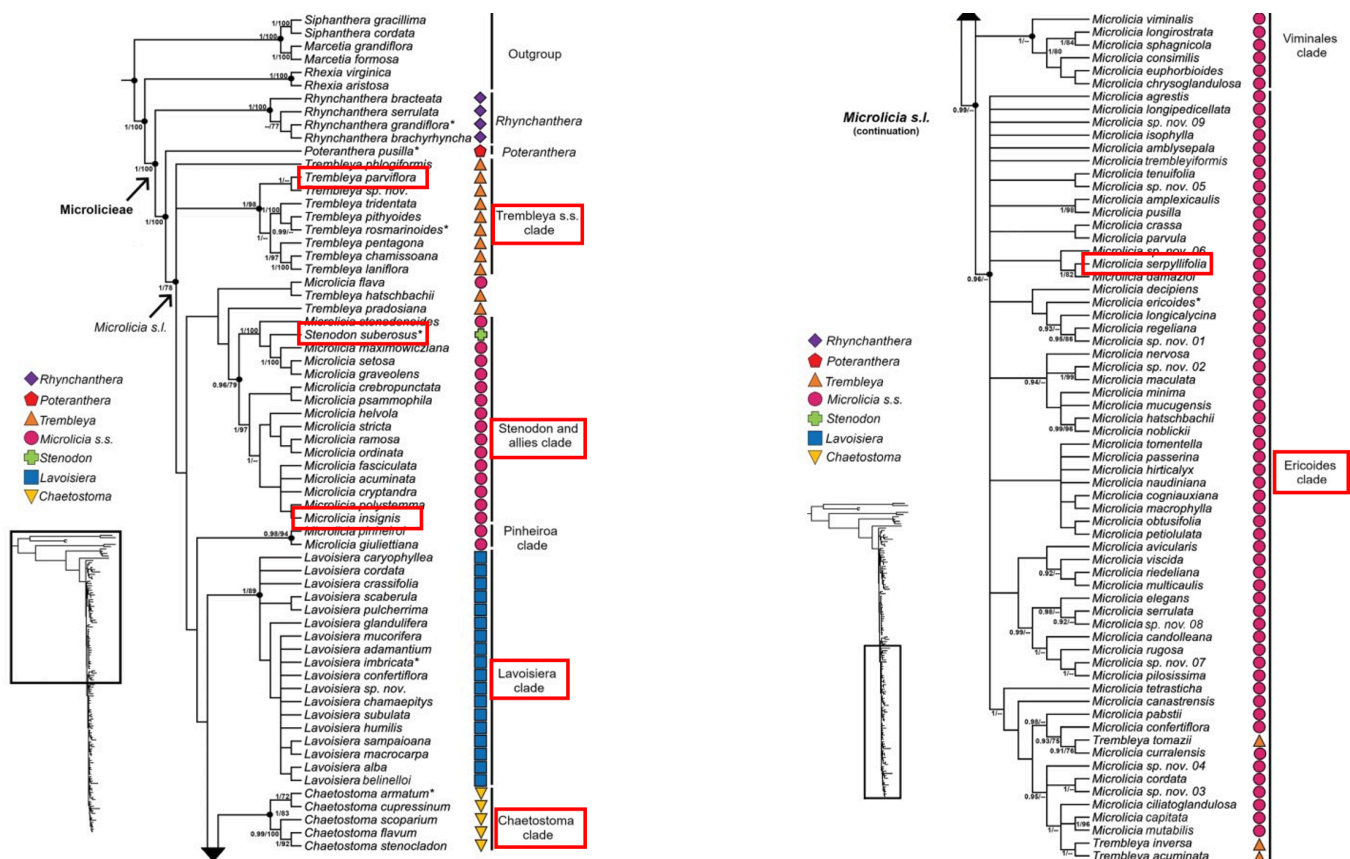 Siphanthera gracillima
Siphanthera cordata
Marcetia grandiflora
Marcetia formosa
Rhexia virginica
Rhexia aristosa
Rhynchanthera bracteata
Rhynchanthera serrulata
Rhynchanthera grandiflora*
Rhynchanthera brachyrhyncha
Poteranthera pusilla*
Trembleya phlogiformis
Trembleya parviflora
Trembleya sp. nov.
Trembleya tridentata
Trembleya pithyoides
Trembleya rosmarinoides*
Trembleya pentagona
Trembleya chamissoana
Trembleya laniflora
Microlicia flava
Trembleya hatschbachii
Trembleya pradosiana
Microlicia stenodonoides
Stenodon suberosus*
Microlicia maximowicziana
Microlicia setosa
Microlicia graveolens
Microlicia crebropunctata
Microlicia psammophila
Microlicia helvola
Microlicia stricta
Microlicia ramosa
Microlicia ordinata
Microlicia fasciculata
Microlicia acuminata
Microlicia cryptandra
Microlicia polystemma
Microlicia insignis
Microlicia pinheiroi
Microlicia giuliettiana
Lavoisiera caryophyllea
Lavoisiera cordata
Lavoisiera crassifolia
Lavoisiera scaberula
Lavoisiera pulcherrima
Lavoisiera glandulifera
Lavoisiera mucorifera
Lavoisiera adamantium
Lavoisiera imbricata*
Lavoisiera confertiflora
Lavoisiera sp. nov.
Lavoisiera chamaepitys
Lavoisiera subulata
Lavoisiera humilis
Lavoisiera sampaioana
Lavoisiera macrocarpa
Lavoisiera alba
Lavoisiera belinelloi
Chaetostoma armatum*
Chaetostoma cupressinum
Chaetostoma scoparium
Chaetostoma flavum
Chaetostoma stenocladon
1/100
1/100
1/100
1/100
1/100
1/100
--/77
1/100
1/100
1/--
1/98
1/100
0.99/--
1/--
1/97
1/100
1/78
1/100
1/100
0.96/79
1/97
1/--
0.98/94
1/89
1/72
1/83
0.99/100
1/92
Microlicieae
Microlicia s.l.
Outgroup
Rhynchanthera
Poteranthera
Trembleya s.s.
clade
Stenodon and
allies clade
Pinheiroa
clade
Lavoisiera
clade
Chaetostoma
clade
Rhynchanthera
Poteranthera
Trembleya
Microlicia s.s.
Stenodon
Lavoisiera
Chaetostoma
Microlicia s.l.
(continuation)
Microlicia viminalis
Microlicia longirostrata
Microlicia sphagnicola
Microlicia consimilis
Microlicia euphorbioides
Microlicia chrysoglandulosa
Microlicia agrestis
Microlicia longipedicellata
Microlicia sp. nov. 09
Microlicia isophylla
Microlicia amblysepala
Microlicia trembleyiformis
Microlicia tenuifolia
Microlicia sp. nov. 05
Microlicia amplexicaulis
Microlicia pusilla
Microlicia crassa
Microlicia parvula
Microlicia sp. nov. 06
Microlicia serpyllifolia
Microlicia damazioi
Microlicia decipiens
Microlicia ericoides*
Microlicia longicalycina
Microlicia regeliana
Microlicia sp. nov. 01
Microlicia nervosa
Microlicia sp. nov. 02
Microlicia maculata
Microlicia minima
Microlicia mucugensis
Microlicia hatschbachii
Microlicia noblickii
Microlicia tomentella
Microlicia passerina
Microlicia hirticalyx
Microlicia naudiniana
Microlicia cogniauxiana
Microlicia macrophylla
Microlicia obtusifolia
Microlicia petiolulata
Microlicia avicularis
Microlicia viscida
Microlicia riedeliana
Microlicia multicaulis
Microlicia elegans
Microlicia serrulata
Microlicia sp. nov. 08
Microlicia candolleana
Microlicia rugosa
Microlicia sp. nov. 07
Microlicia pilosissima
Microlicia tetrasticha
Microlicia canastrensis
Microlicia pabstii
Microlicia confertiflora
Trembleya tomazii
Microlicia curralensis
Microlicia sp. nov. 04
Microlicia cordata
Microlicia sp. nov. 03
Microlicia ciliatoglandulosa
Microlicia capitata
Microlicia mutabilis
Trembleya inversa
Trembleya acuminata
1/--
1/84
1/80
0.99/--
1/98
0.96/--
1/82
0.93/--
0.95/86
0.94/--
1/99
0.99/96
0.92/--
0.98/--
0.92/--
0.99/--
1/--
1/--
1/--
0.98/--
0.93/75
0.91/76
0.95/--
1/96
1/--
1/--
Viminales
clade
Ericoides
clade
Rhynchanthera
Poteranthera
Trembleya
Microlicia s.s.
Stenodon
Lavoisiera
Chaetostoma